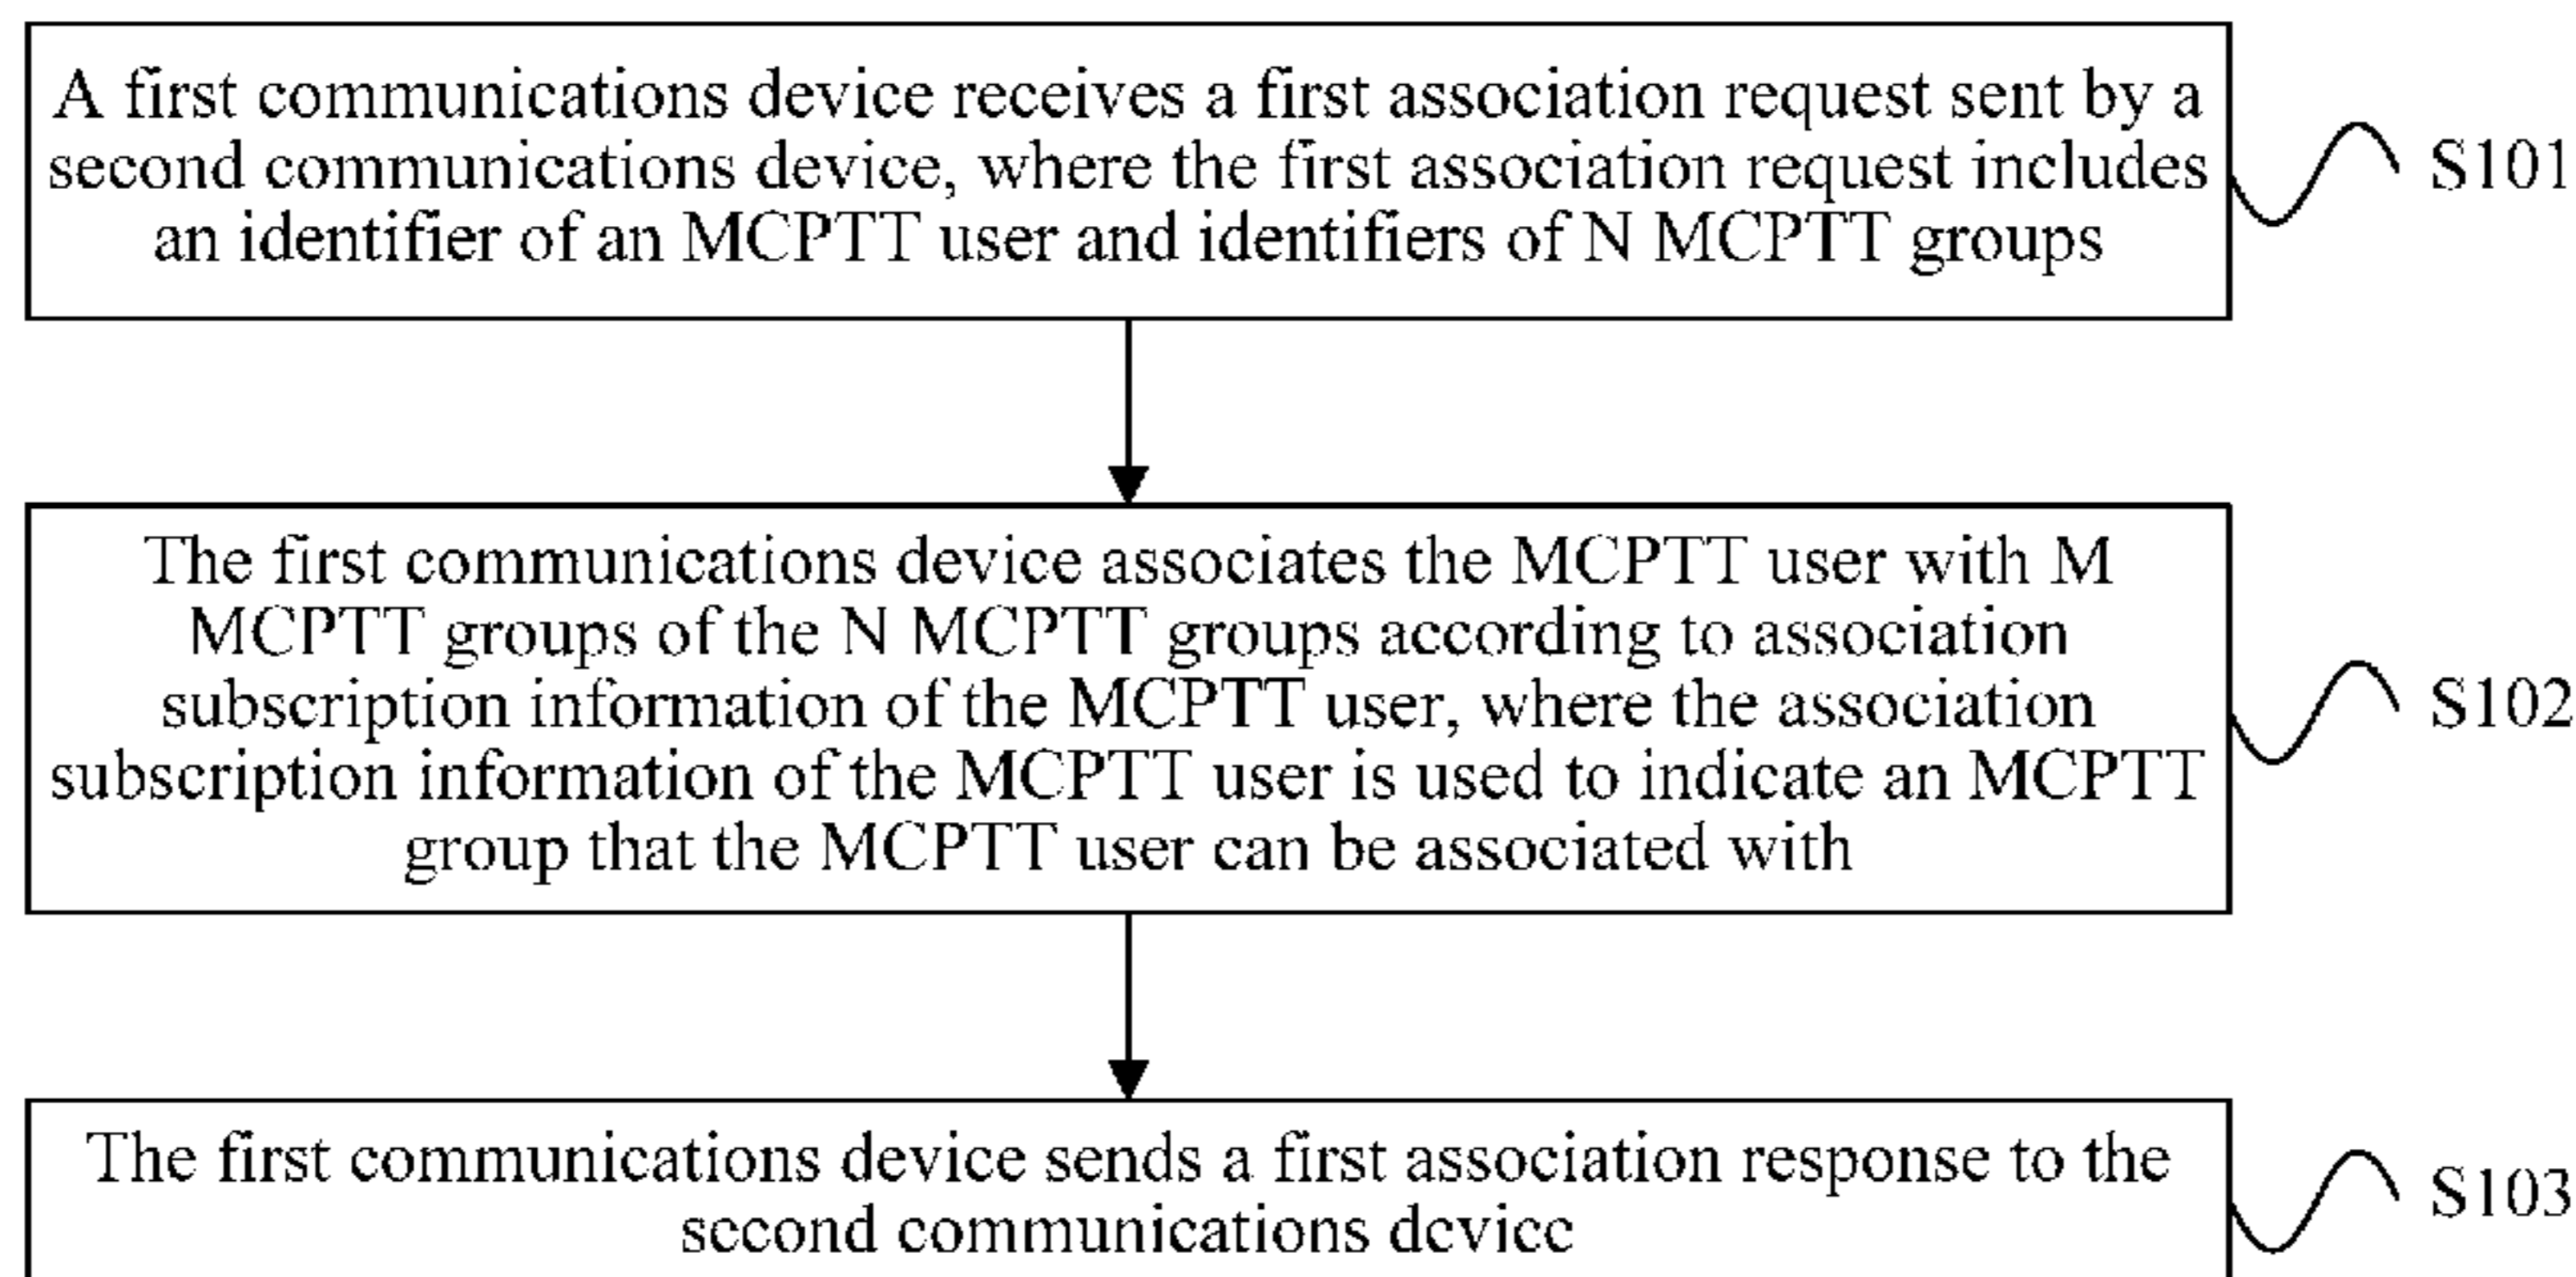 A first communications device receives a first association request sent by a
second communications device, where the first association request includes
an identifier of an MCPTT user and identifiers of N MCPTT groups
S101
The first communications device associates the MCPTT user with M
MCPTT groups of the N MCPTT groups according to association
subscription information of the MCPTT user, where the association
subscription information of the MCPTT user is used to indicate an MCPTT
group that the MCPTT user can be associated with
S102
The first communications device sends a first association response to the
second communications device
S103